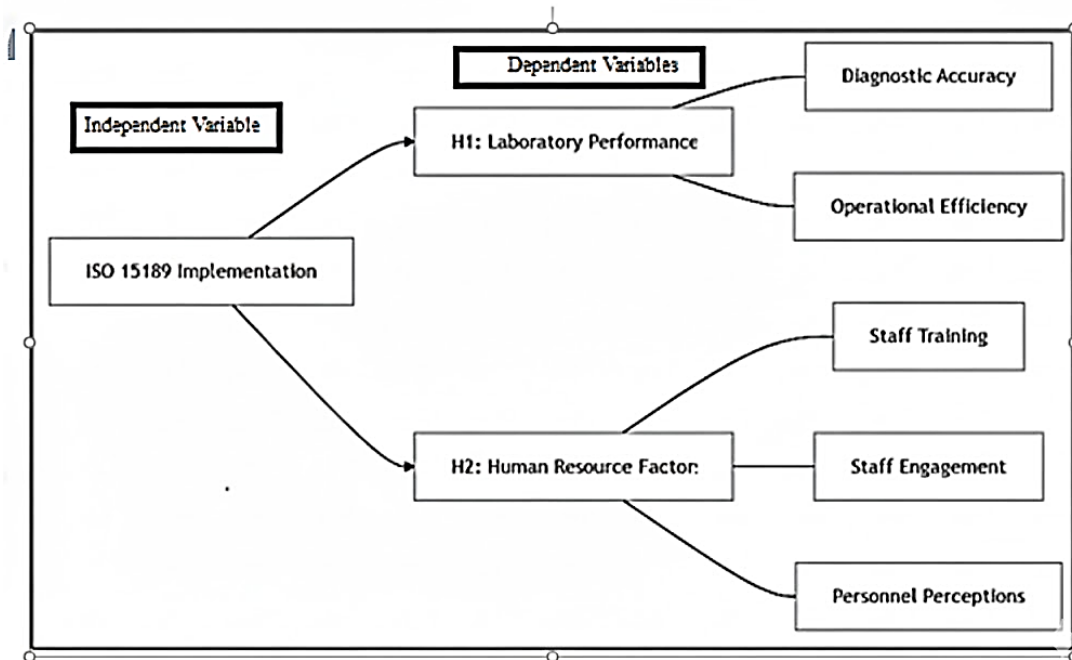 Dependent Variables
Diagnostic Accuracy
Independent Variable
H1: Laboratory Performance
Operational Efficiency
ISO 15189 Implementation
Staff Training
H2: Human Resource Factor:
Staff Engagement
Personnel Perceptions